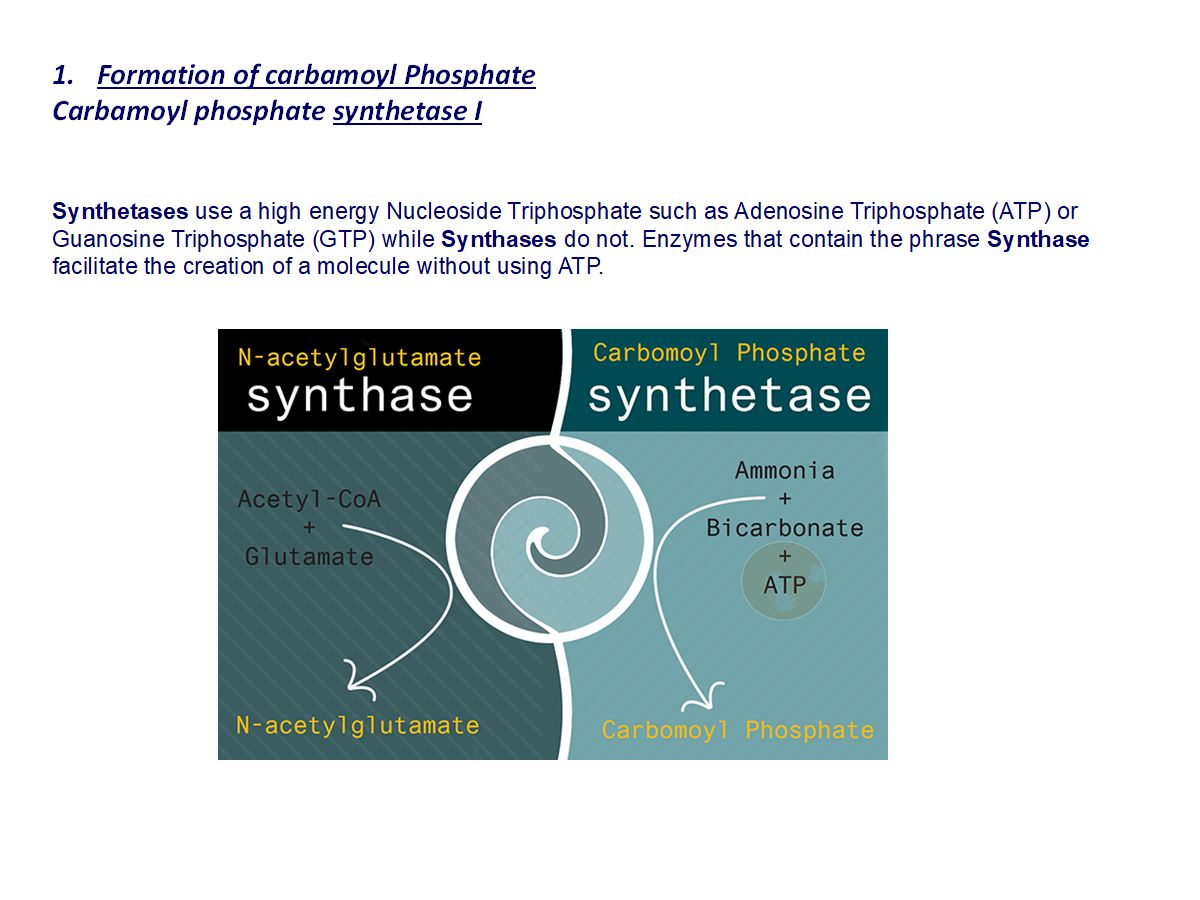 1. Formation of carbamoyl Phosphate
Carbamoyl phosphate synthetase I
Synthetases use a high energy Nucleoside Triphosphate such as Adenosine Triphosphate (ATP) or
Guanosine Triphosphate (GTP) while Synthases do not. Enzymes that contain the phrase Synthase
facilitate the creation of a molecule without using ATP.
N-acetylglutamate
synthase
Acetyl-CoA
+
Glutamate
N-acetylglutamate
Carbomoyl Phosphate
synthetase
Ammonia
+
Bicarbonate
+
ATP
Carbomoyl Phosphate